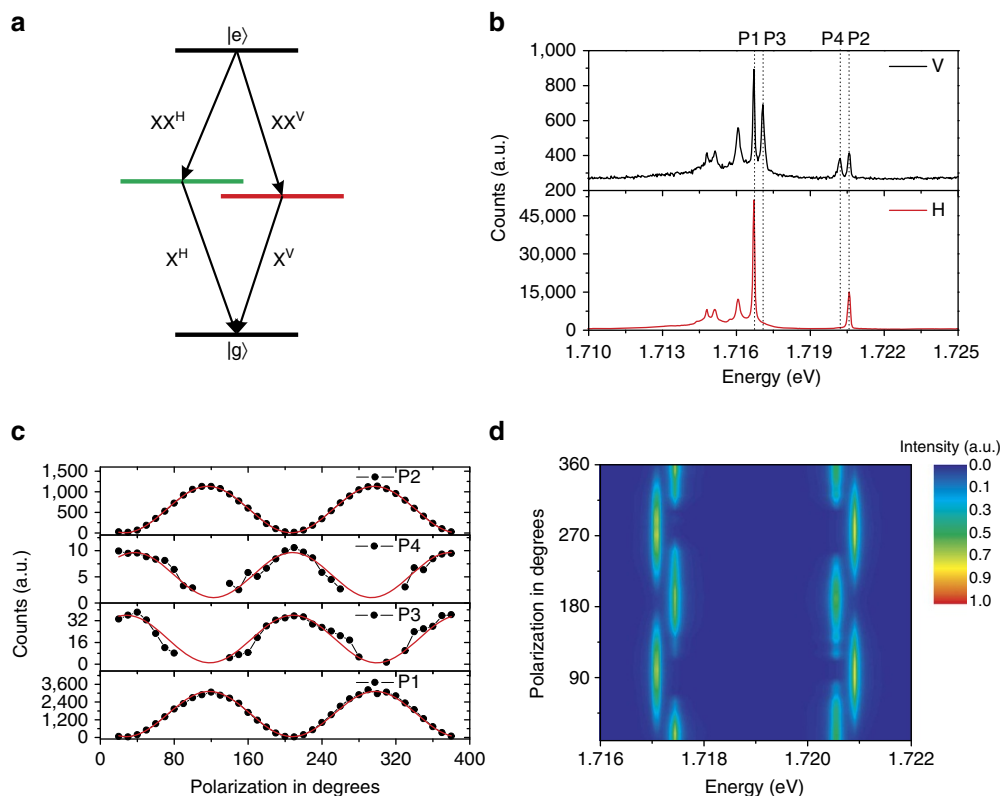 a
|e⟩
XX^H
XX^V
X^H
X^V
|g⟩
b
P1 P3 P4 P2
1,000
800
600
400
200
V
45,000
30,000
15,000
0
H
Counts (a.u.)
1.710 1.713 1.716 1.719 1.722 1.725
Energy (eV)
c
1,500
1,000
500
0
P2
10
5
0
P4
32
16
0
P3
3,600
2,400
1,200
0
P1
Counts (a.u.)
0 80 160 240 320 400
Polarization in degrees
d
Intensity (a.u.)
360
270
180
90
Polarization in degrees
1.716 1.718 1.720 1.722
Energy (eV)
0.0
0.1
0.3
0.4
0.5
0.6
0.7
0.9
1.0